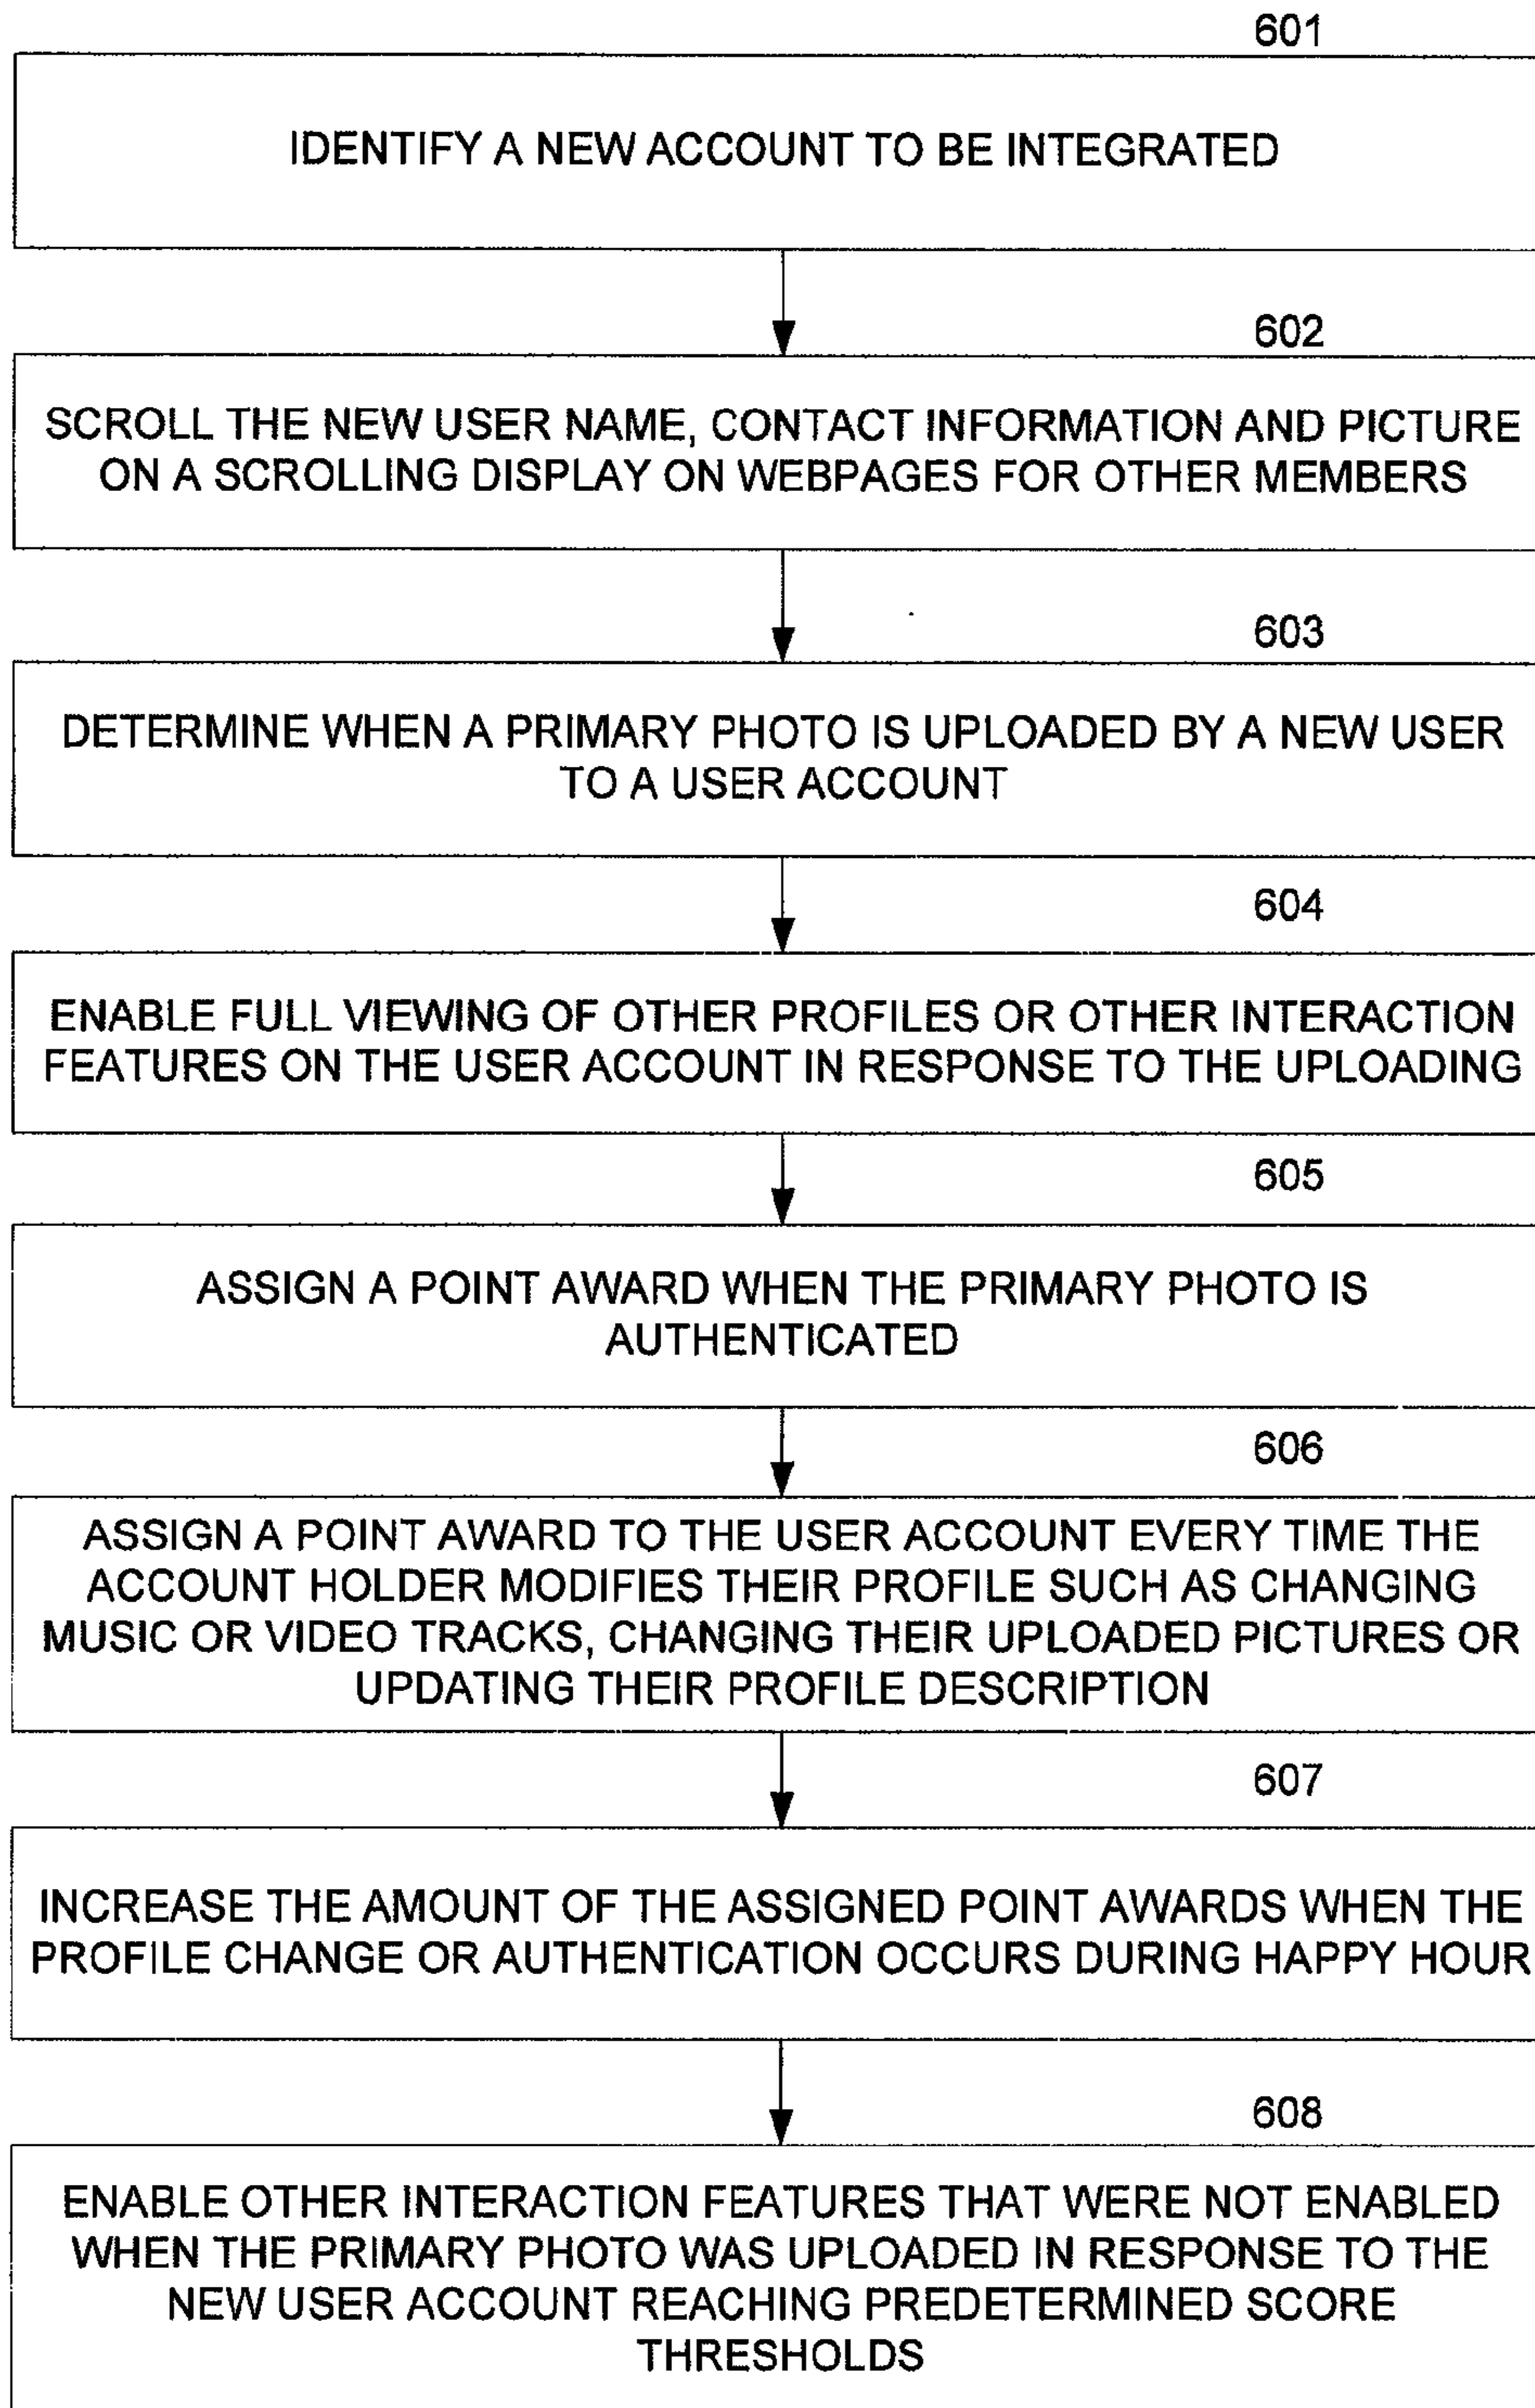 601
IDENTIFY A NEW ACCOUNT TO BE INTEGRATED
602
SCROLL THE NEW USER NAME, CONTACT INFORMATION AND PICTURE
ON A SCROLLING DISPLAY ON WEBPAGES FOR OTHER MEMBERS
603
DETERMINE WHEN A PRIMARY PHOTO IS UPLOADED BY A NEW USER
TO A USER ACCOUNT
604
ENABLE FULL VIEWING OF OTHER PROFILES OR OTHER INTERACTION
FEATURES ON THE USER ACCOUNT IN RESPONSE TO THE UPLOADING
605
ASSIGN A POINT AWARD WHEN THE PRIMARY PHOTO IS
AUTHENTICATED
606
ASSIGN A POINT AWARD TO THE USER ACCOUNT EVERY TIME THE
ACCOUNT HOLDER MODIFIES THEIR PROFILE SUCH AS CHANGING
MUSIC OR VIDEO TRACKS, CHANGING THEIR UPLOADED PICTURES OR
UPDATING THEIR PROFILE DESCRIPTION
607
INCREASE THE AMOUNT OF THE ASSIGNED POINT AWARDS WHEN THE
PROFILE CHANGE OR AUTHENTICATION OCCURS DURING HAPPY HOUR
608
ENABLE OTHER INTERACTION FEATURES THAT WERE NOT ENABLED
WHEN THE PRIMARY PHOTO WAS UPLOADED IN RESPONSE TO THE
NEW USER ACCOUNT REACHING PREDETERMINED SCORE
THRESHOLDS